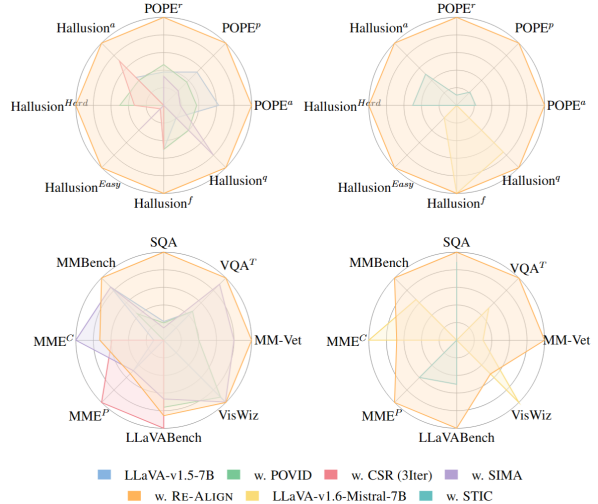 POPE^r
POPE^r
Hallusion^a
POPE^p
Hallusion^a
POPE^p
Hallusion^Herd
POPE^a
Hallusion^Herd
POPE^a
Hallusion^Easy
Hallusion^q
Hallusion^Easy
Hallusion^q
Hallusion^f
Hallusion^f
SQA
SQA
MMBench
VQA^T
MMBench
VQA^T
MME^C
MM-Vet
MME^C
MM-Vet
MME^P
VisWiz
MME^P
VisWiz
LLaVABench
LLaVABench
LLaVA-v1.5-7B w. POVID w. CSR (3Iter) w. SIMA
w. RE-ALIGN LLaVA-v1.6-Mistral-7B w. STIC